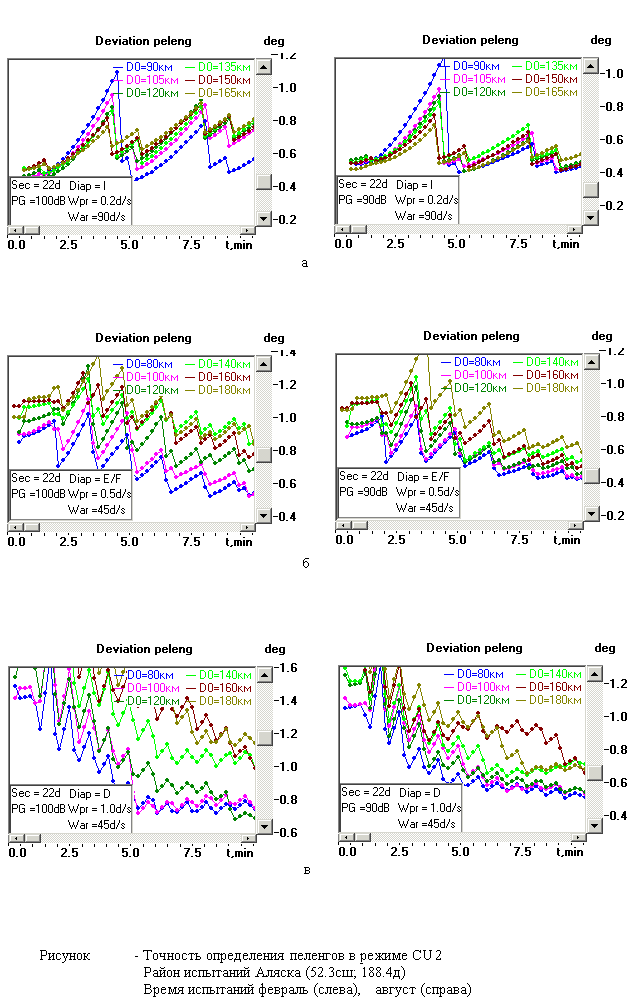 Deviation peleng deg
D0=90км D0=135км
D0=105км D0=150км
D0=120км D0=165км
1.2
1.0
0.8
0.6
0.4
0.2
Sec = 22d Diap = I
PG =100dB Wpr = 0.2d/s
War =90d/s
0.0 2.5 5.0 7.5 t,min
Deviation peleng deg
D0=90км D0=135км
D0=105км D0=150км
D0=120км D0=165км
1.0
0.8
0.6
0.4
0.2
Sec = 22d Diap = I
PG =90dB Wpr = 0.2d/s
War =90d/s
0.0 2.5 5.0 7.5 t,min
а
Deviation peleng deg
D0=80км D0=140км
D0=100км D0=160км
D0=120км D0=180км
1.4
1.2
1.0
0.8
0.6
0.4
Sec = 22d Diap = E/F
PG =100dB Wpr = 0.5d/s
War =45d/s
0.0 2.5 5.0 7.5 t,min
Deviation peleng deg
D0=80км D0=140км
D0=100км D0=160км
D0=120км D0=180км
1.2
1.0
0.8
0.6
0.4
0.2
Sec = 22d Diap = E/F
PG =90dB Wpr = 0.5d/s
War =45d/s
0.0 2.5 5.0 7.5 t,min
б
Deviation peleng deg
D0=80км D0=140км
D0=100км D0=160км
D0=120км D0=180км
1.6
1.4
1.2
1.0
0.8
0.6
Sec = 22d Diap = D
PG =100dB Wpr = 1.0d/s
War =45d/s
0.0 2.5 5.0 7.5 t,min
Deviation peleng deg
D0=80км D0=140км
D0=100км D0=160км
D0=120км D0=180км
1.2
1.0
0.8
0.6
0.4
Sec = 22d Diap = D
PG =90dB Wpr = 1.0d/s
War =45d/s
0.0 2.5 5.0 7.5 t,min
в
Рисунок - Точность определения пеленгов в режиме CU2
Район испытаний Аляска (52.3сш; 188.4д)
Время испытаний февраль (слева), август (справа)